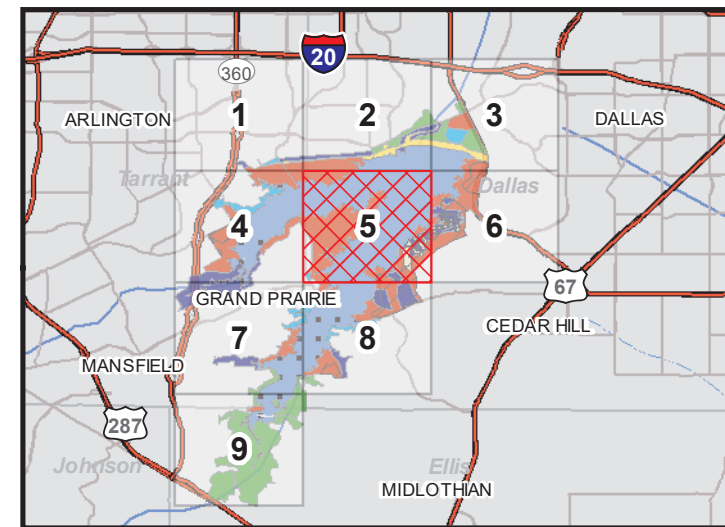 20
360
1
2
3
ARLINGTON
DALLAS
Tarrant
Dallas
4
5
6
GRAND PRAIRIE
67
7
8
CEDAR HILL
MANSFIELD
287
9
Johnson
Ellis
MIDLOTHIAN